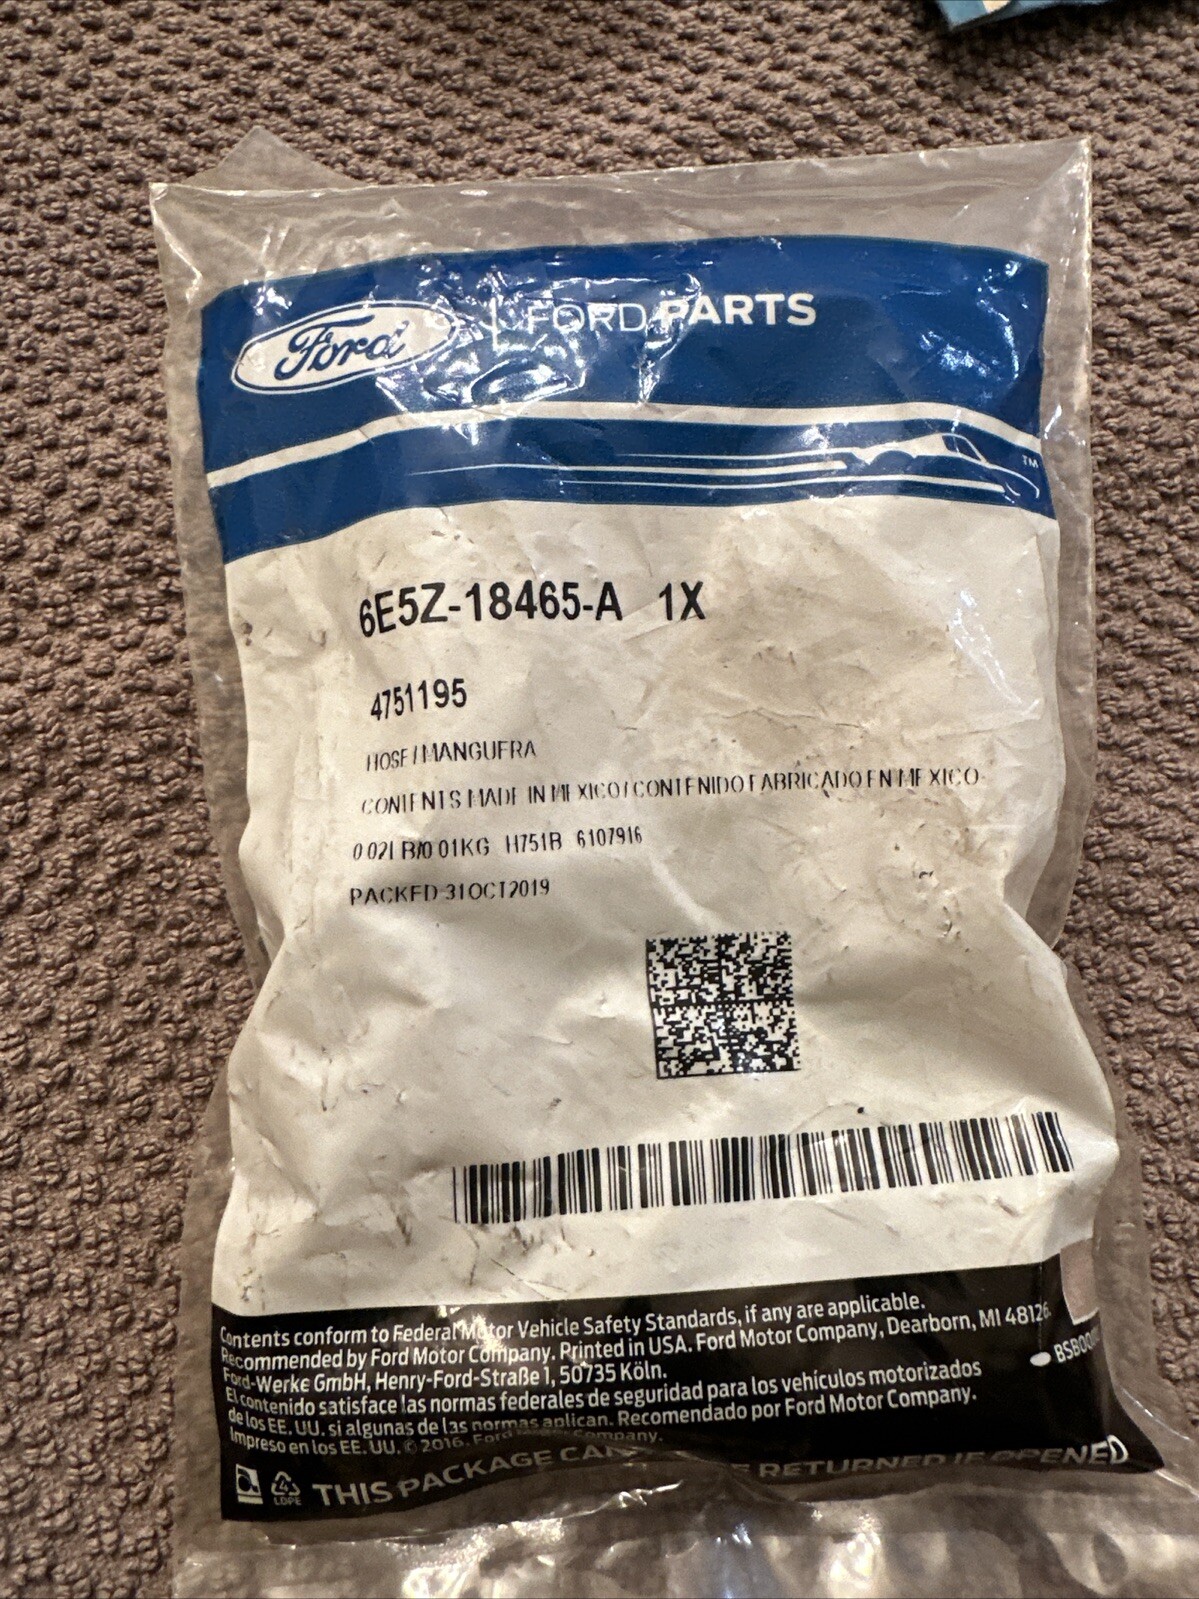 Ford | FORD PARTS
TM
6E5Z-18465-A 1X
4751195
HOSE/MANGUERA
CONTENTS MADE IN MEXICO/CONTENIDO FABRICADO EN MEXICO
0.02LB/0.01KG H751B 6107916
PACKED-31OCT2019
Contents conform to Federal Motor Vehicle Safety Standards, if any are applicable.
Recommended by Ford Motor Company. Printed in USA. Ford Motor Company, Dearborn, MI 48126.
Ford-Werke GmbH, Henry-Ford-Straße 1, 50735 Köln.
El contenido satisface las normas federales de seguridad para los vehículos motorizados
de los EE. UU. si algunas de las normas aplican. Recomendado por Ford Motor Company.
Impreso en los EE. UU. © 2016. Ford Company.
4
LDPE
THIS PACKAGE RETURNED IF OPENED